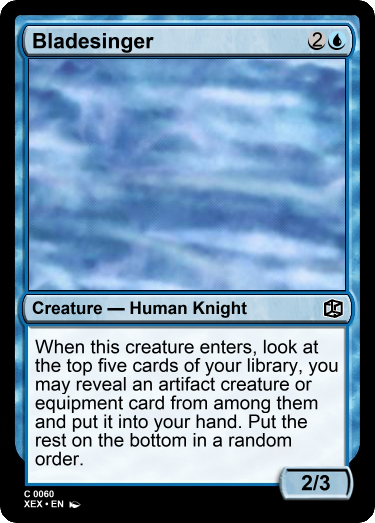 Bladesinger 2
Creature — Human Knight
When this creature enters, look at
the top five cards of your library, you
may reveal an artifact creature or
equipment card from among them
and put it into your hand. Put the
rest on the bottom in a random
order.
2/3
C 0060
XEX • EN